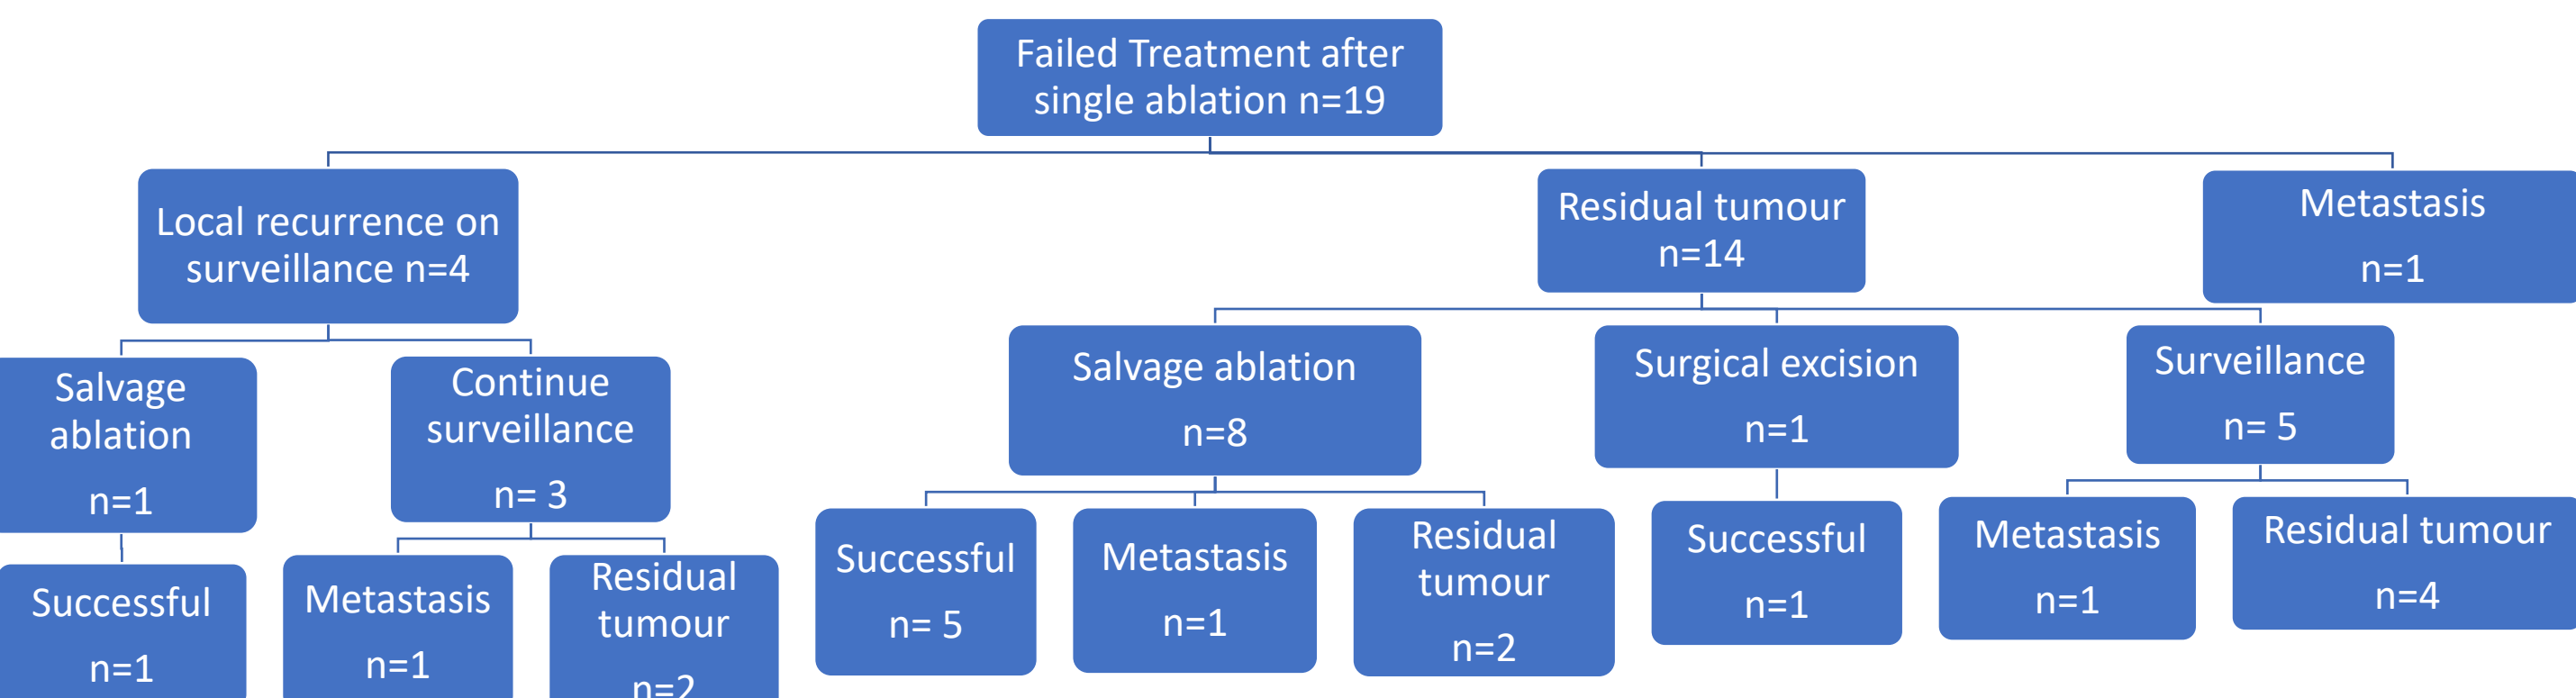 Failed Treatment after
single ablation n=19
Local recurrence on
surveillance n=4
Residual tumour
n=14
Metastasis
n=1
Salvage
ablation
n=1
Continue
surveillance
n= 3
Salvage ablation
n=8
Surgical excision
n=1
Surveillance
n= 5
Successful
n=1
Metastasis
n=1
Residual
tumour
n=2
Successful
n= 5
Metastasis
n=1
Residual
tumour
n=2
Successful
n=1
Metastasis
n=1
Residual tumour
n=4